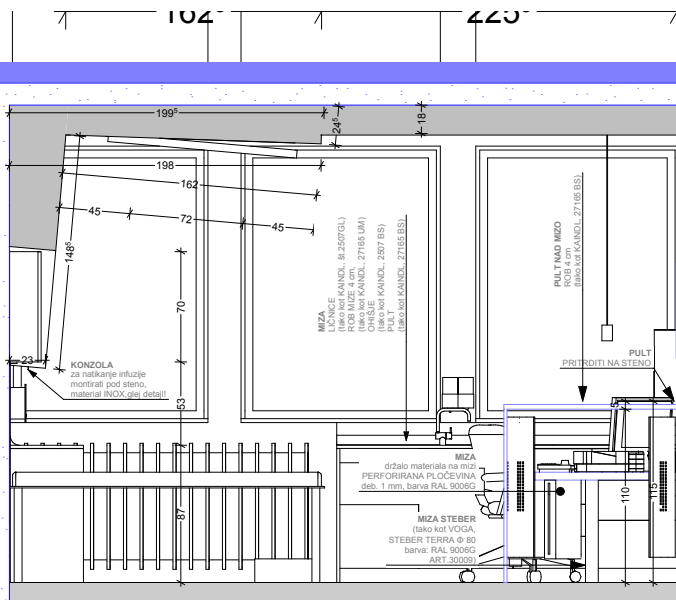 162⁰
225⁰
199⁵
24⁵
18
198
162
45
72
45
148⁵
70
23
53
87
KONZOLA
za natikanje infuzije
montirati pod steno,
material INOX,glej detajl!
MIZA
LIČNICE
(tako kot KAINDL, št.2507GL)
ROB MIZE 4 cm,
(tako kot KAINDL, 27165 UM)
OHIŠJE
(tako kot KAINDL, 2507 BS)
PULT
(tako kot KAINDL, 27165 BS)
PULT NAD MIZO
ROB 4 cm
(tako kot KAINDL, 27165 BS)
PULT
PRITRDITI NA STENO
MIZA
držalo materiala na mizi
PERFORIRANA PLOČEVINA
deb. 1 mm, barva RAL 9006G
MIZA STEBER
(tako kot VOGA,
STEBER TERRA Φ 80
barva: RAL 9006G
ART.30009)
5
110
115